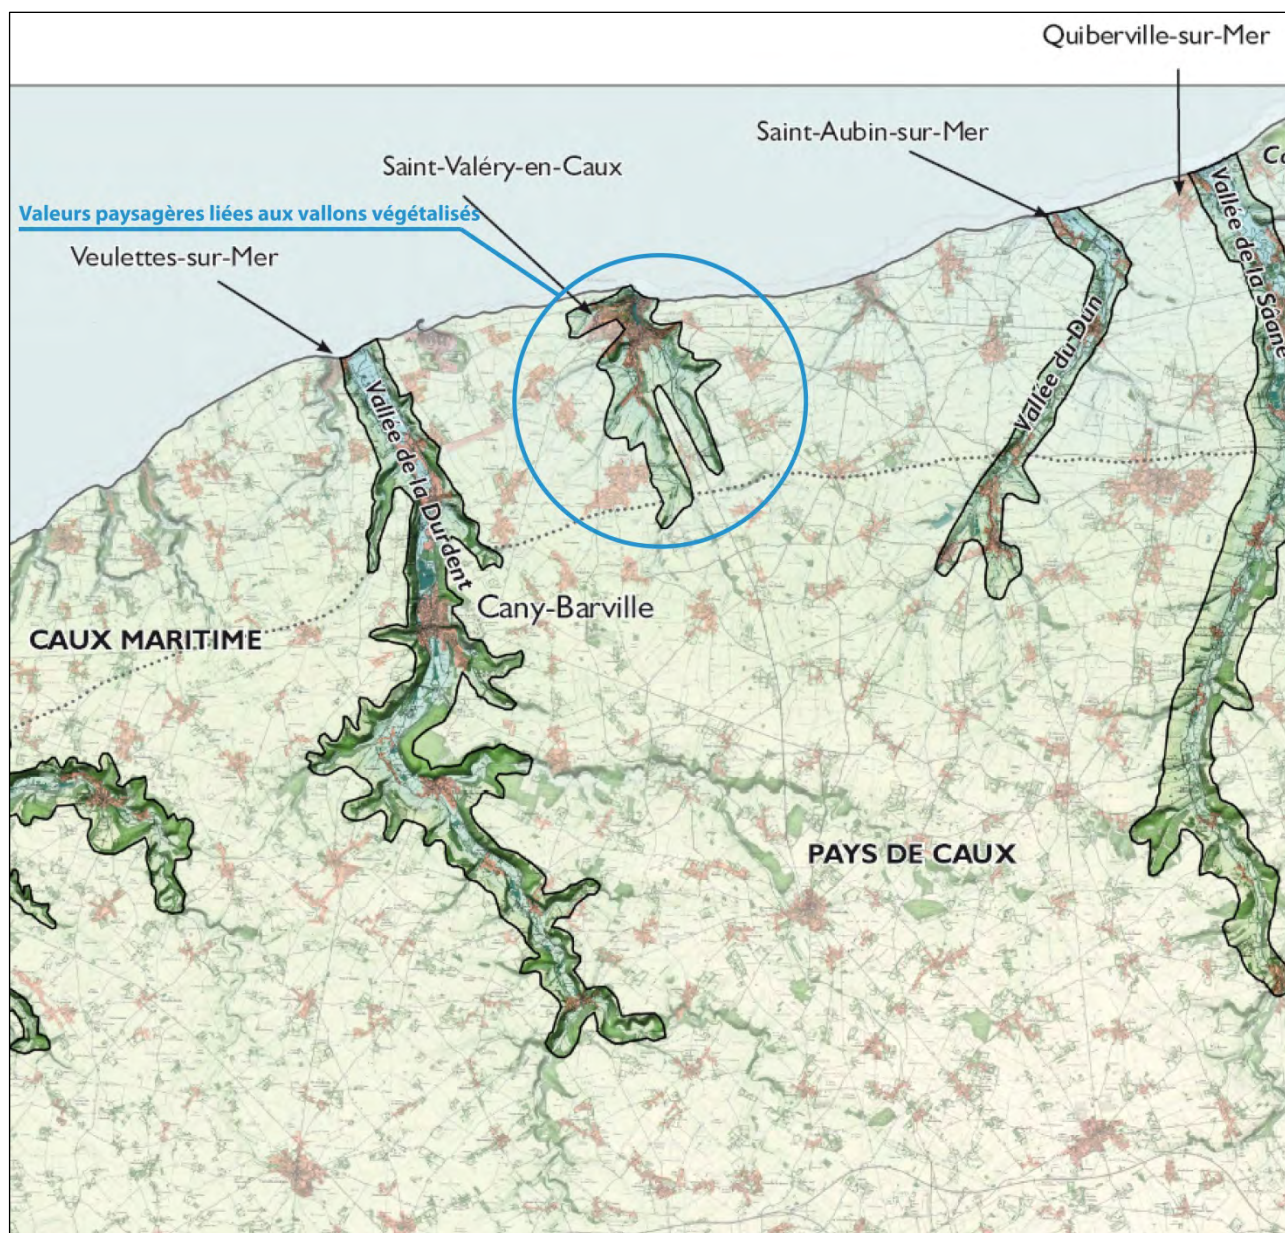 Quiberville-sur-Mer
Saint-Aubin-sur-Mer
Saint-Valéry-en-Caux
Valeurs paysagères liées aux vallons végétalisés
Veulettes-sur-Mer
Vallée de la Saane
Vallée du Dun
Vallée de la Durdent
Cany-Barville
CAUX MARITIME
PAYS DE CAUX